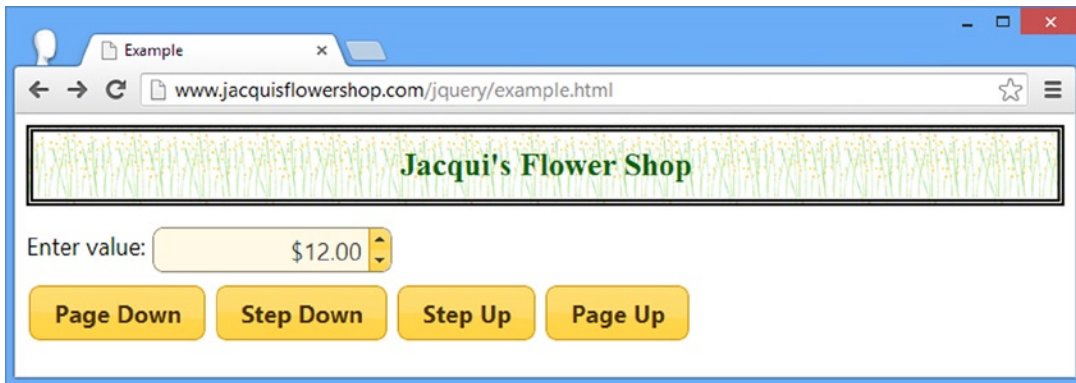 Example
www.jacquisflowershop.com/jquery/example.html
Jacqui's Flower Shop
Enter value: $12.00
Page Down Step Down Step Up Page Up